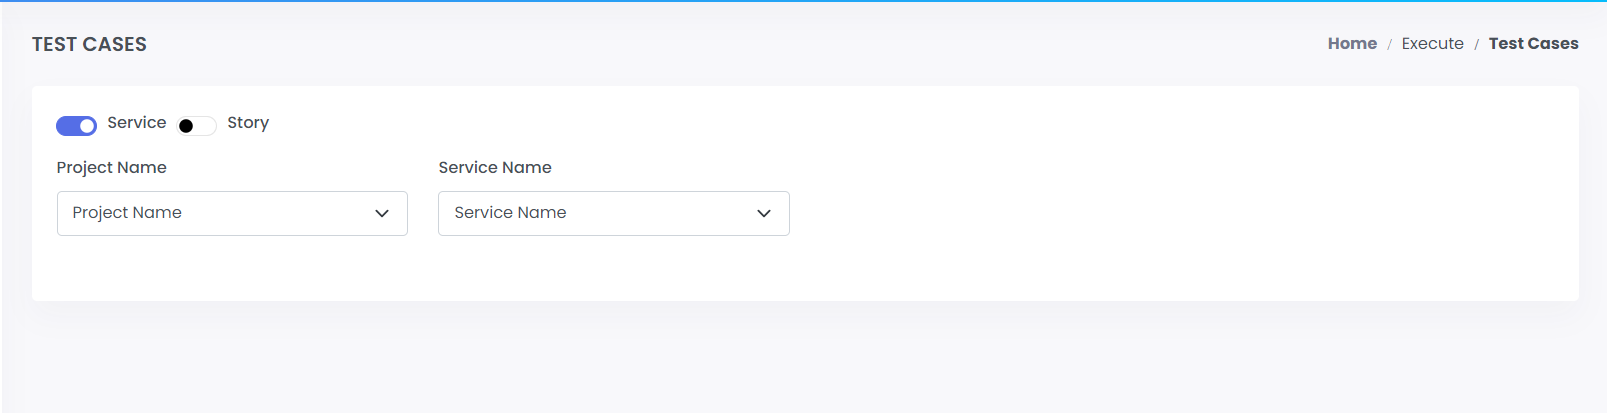 TEST CASES
Home / Execute / Test Cases
Service Story
Project Name Service Name
Project Name Service Name